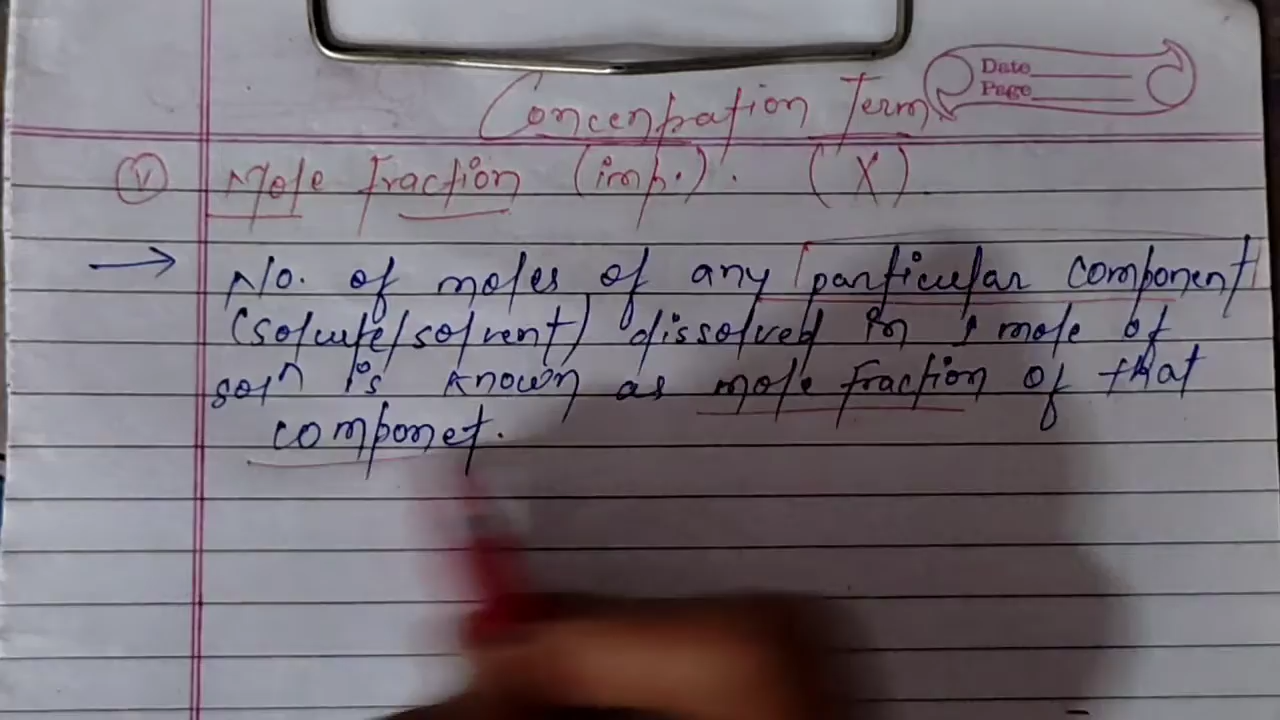 Concentration Term
Date
Page
(v) Mole fraction (imp.). (X)
→ No. of moles of any particular component
(solute/solvent) dissolved in 1 mole of
solⁿ is known as mole fraction of that
componet.